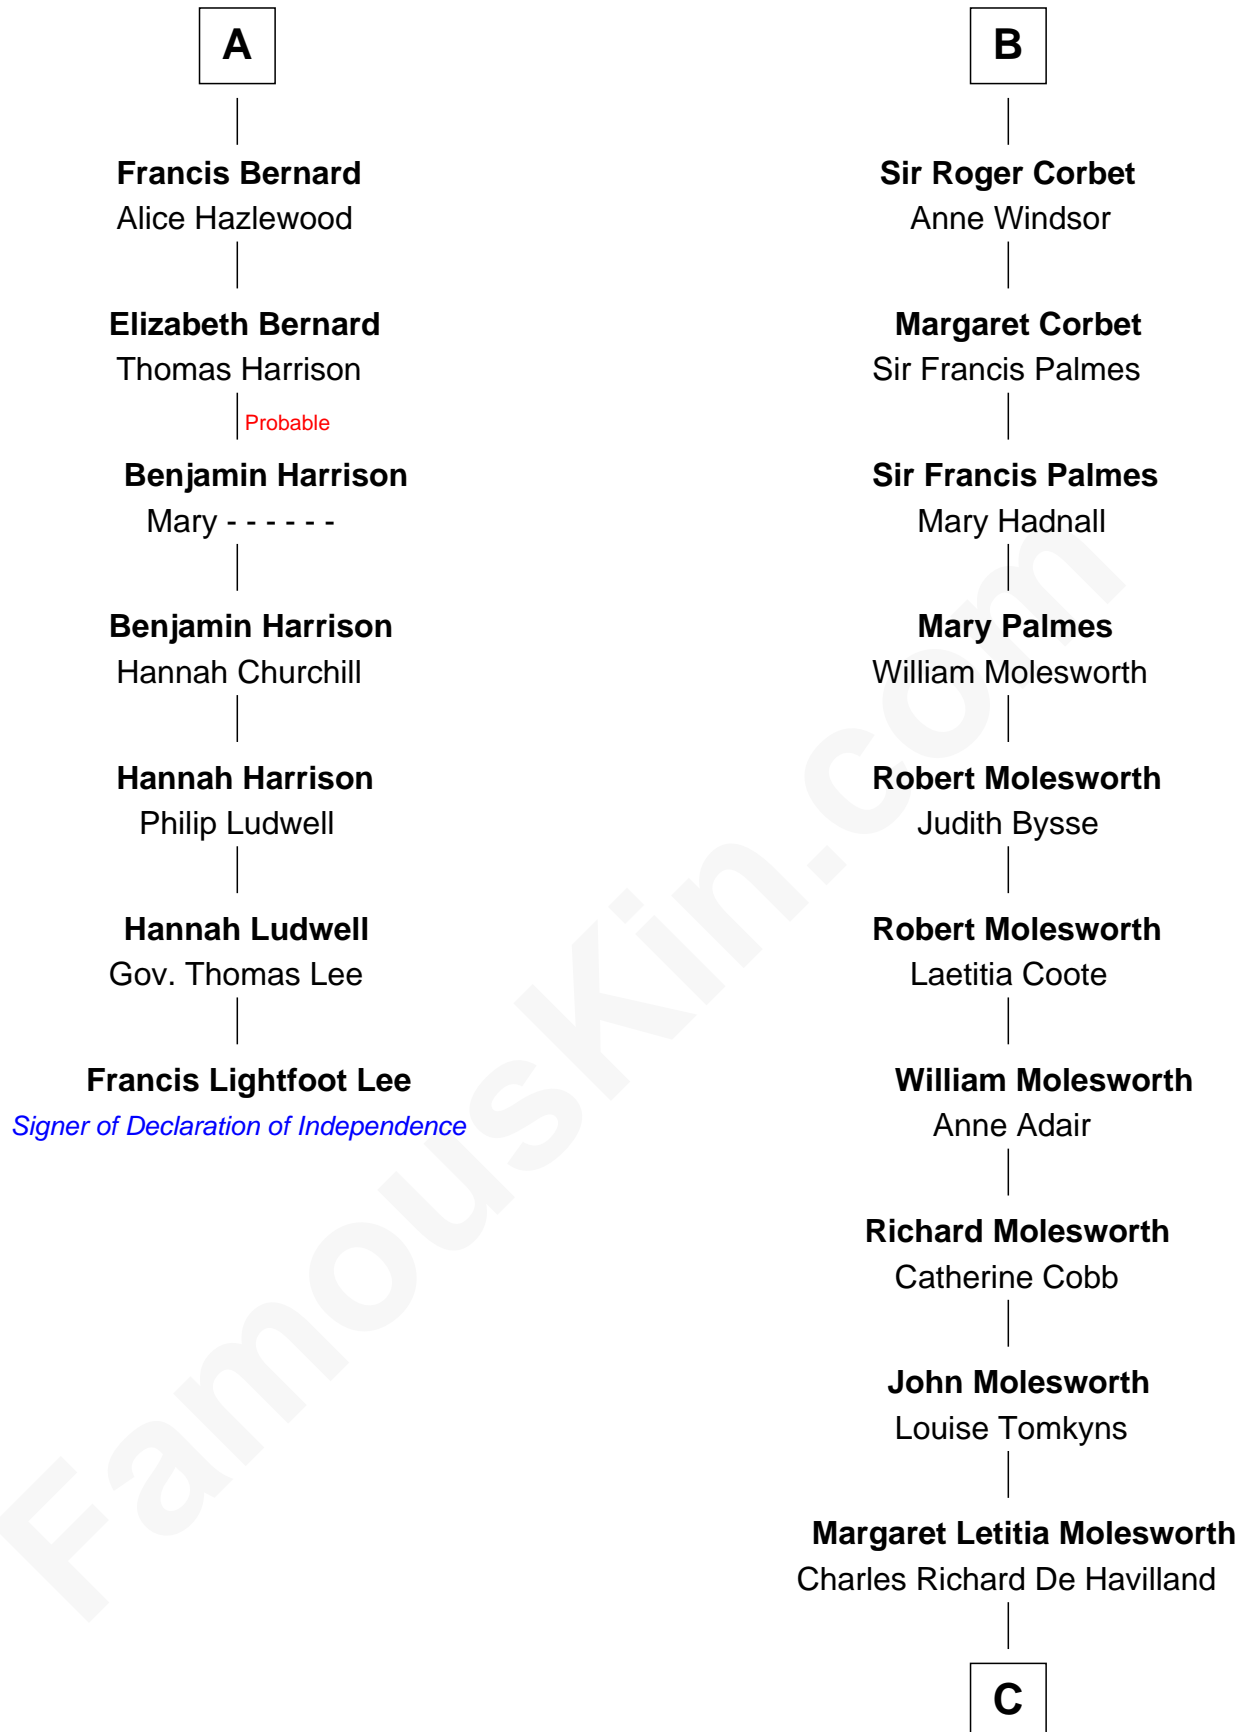 A
Francis Bernard
Alice Hazlewood
Elizabeth Bernard
Thomas Harrison
Probable
Benjamin Harrison
Mary - - - - - -
Benjamin Harrison
Hannah Churchill
Hannah Harrison
Philip Ludwell
Hannah Ludwell
Gov. Thomas Lee
Francis Lightfoot Lee
Signer of Declaration of Independence
B
Sir Roger Corbet
Anne Windsor
Margaret Corbet
Sir Francis Palmes
Sir Francis Palmes
Mary Hadnall
Mary Palmes
William Molesworth
Robert Molesworth
Judith Bysse
Robert Molesworth
Laetitia Coote
William Molesworth
Anne Adair
Richard Molesworth
Catherine Cobb
John Molesworth
Louise Tomkyns
Margaret Letitia Molesworth
Charles Richard De Havilland
C
FamousKin.com